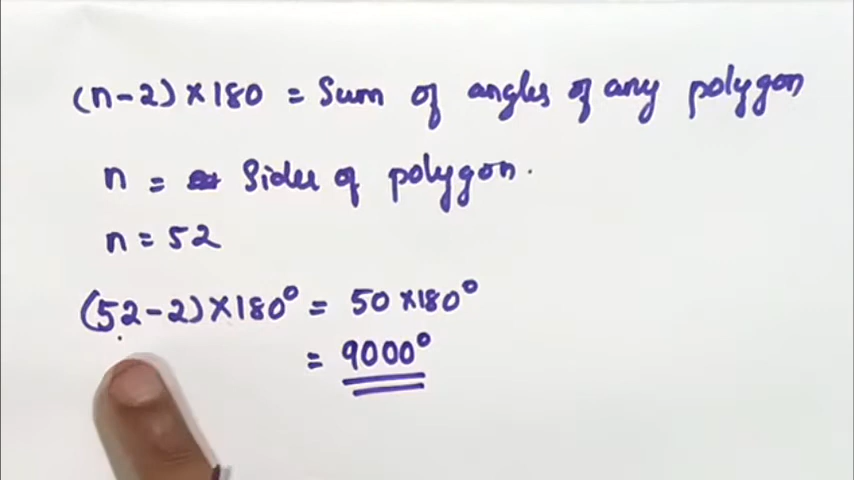 (n-2)×180 = Sum of angles of any polygon
n = Sides of polygon.
n = 52
(52-2)×180° = 50×180°
= 9000°